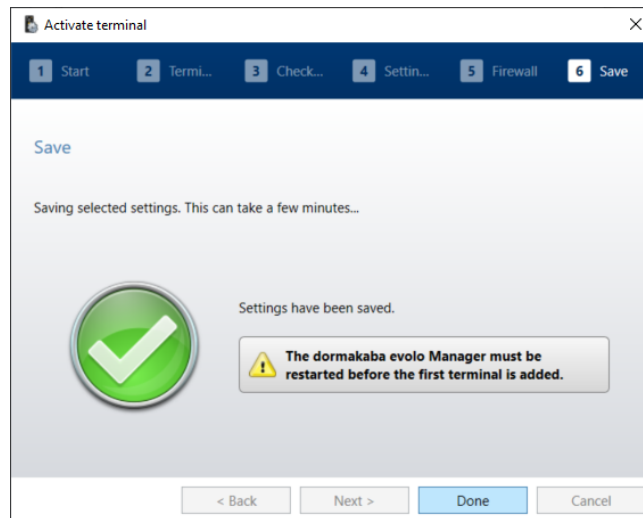 Activate terminal
1 Start 2 Termi... 3 Check... 4 Settin... 5 Firewall 6 Save
Save
Saving selected settings. This can take a few minutes...
Settings have been saved.
The dormakaba evolo Manager must be
restarted before the first terminal is added.
< Back Next > Done Cancel